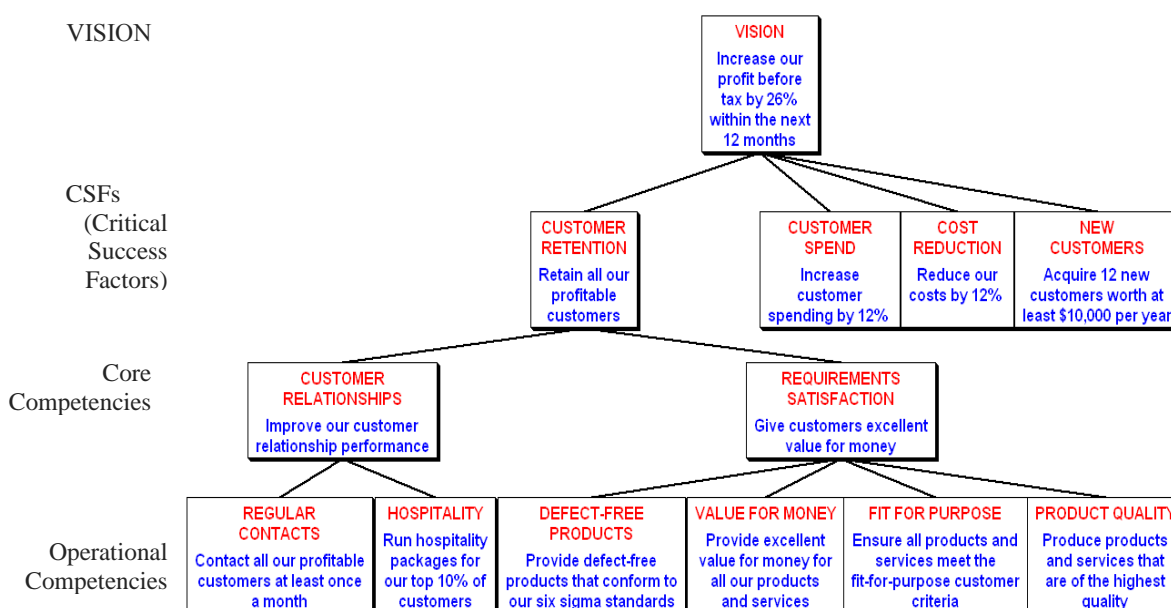 VISION
VISION
Increase our
profit before
tax by 26%
within the next
12 months
CSFs
(Critical
Success
Factors)
CUSTOMER
RETENTION
Retain all our
profitable
customers
CUSTOMER
SPEND
Increase
customer
spending by 12%
COST
REDUCTION
Reduce our
costs by 12%
NEW
CUSTOMERS
Acquire 12 new
customers worth at
least $10,000 per year
Core
Competencies
CUSTOMER
RELATIONSHIPS
Improve our customer
relationship performance
REQUIREMENTS
SATISFACTION
Give customers excellent
value for money
Operational
Competencies
REGULAR
CONTACTS
Contact all our profitable
customers at least once
a month
HOSPITALITY
Run hospitality
packages for
our top 10% of
customers
DEFECT-FREE
PRODUCTS
Provide defect-free
products that conform to
our six sigma standards
VALUE FOR MONEY
Provide excellent
value for money for
all our products
and services
FIT FOR PURPOSE
Ensure all products and
services meet the
fit-for-purpose customer
criteria
PRODUCT QUALITY
Produce products
and services that
are of the highest
quality